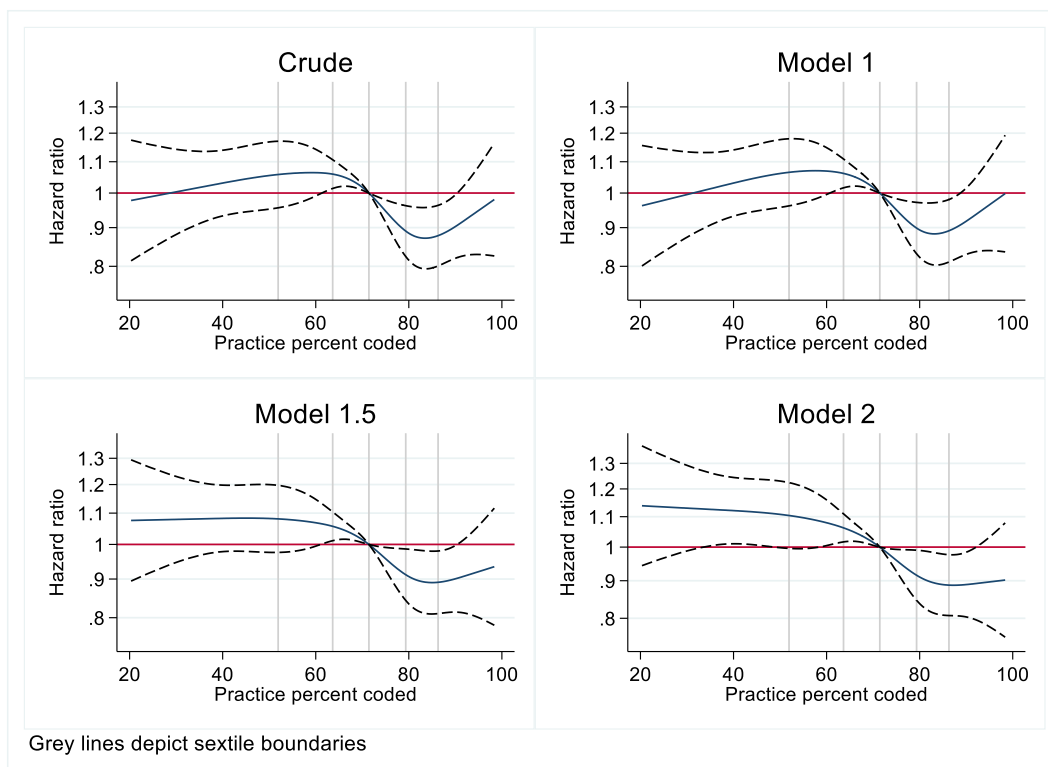 Crude
Hazard ratio
1.3
1.2
1.1
1
.9
.8
20 40 60 80 100
Practice percent coded
Model 1
Hazard ratio
1.3
1.2
1.1
1
.9
.8
20 40 60 80 100
Practice percent coded
Model 1.5
Hazard ratio
1.3
1.2
1.1
1
.9
.8
20 40 60 80 100
Practice percent coded
Model 2
Hazard ratio
1.3
1.2
1.1
1
.9
.8
20 40 60 80 100
Practice percent coded
Grey lines depict sextile boundaries